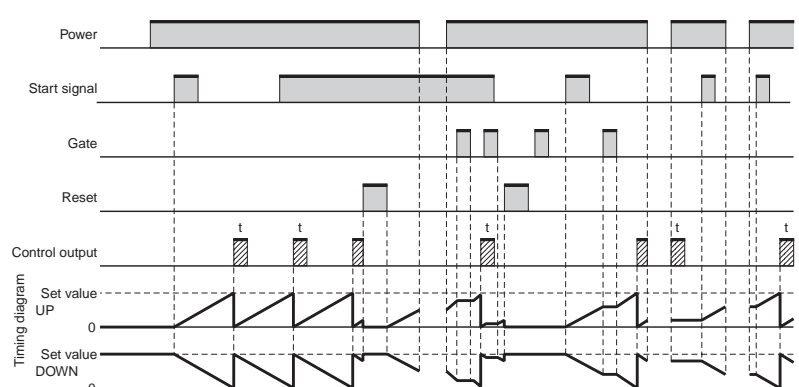 Power
Start signal
Gate
Reset
t
t
t
t
t
Control output
Timing diagram
Set value
UP
0
Set value
DOWN
0